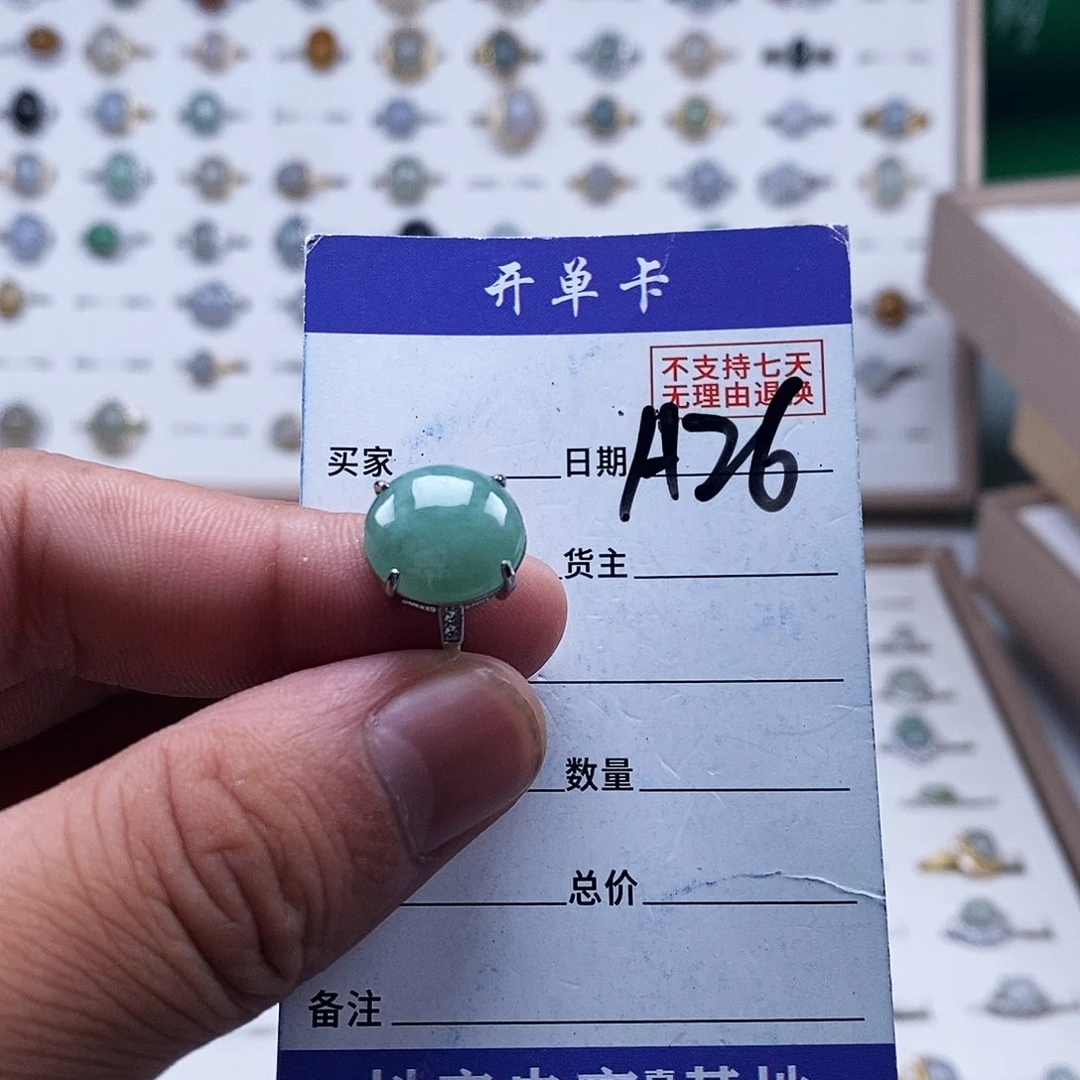 开单卡
不支持七天
无理由退换
买家 日期 A26
货主
数量
总价
备注